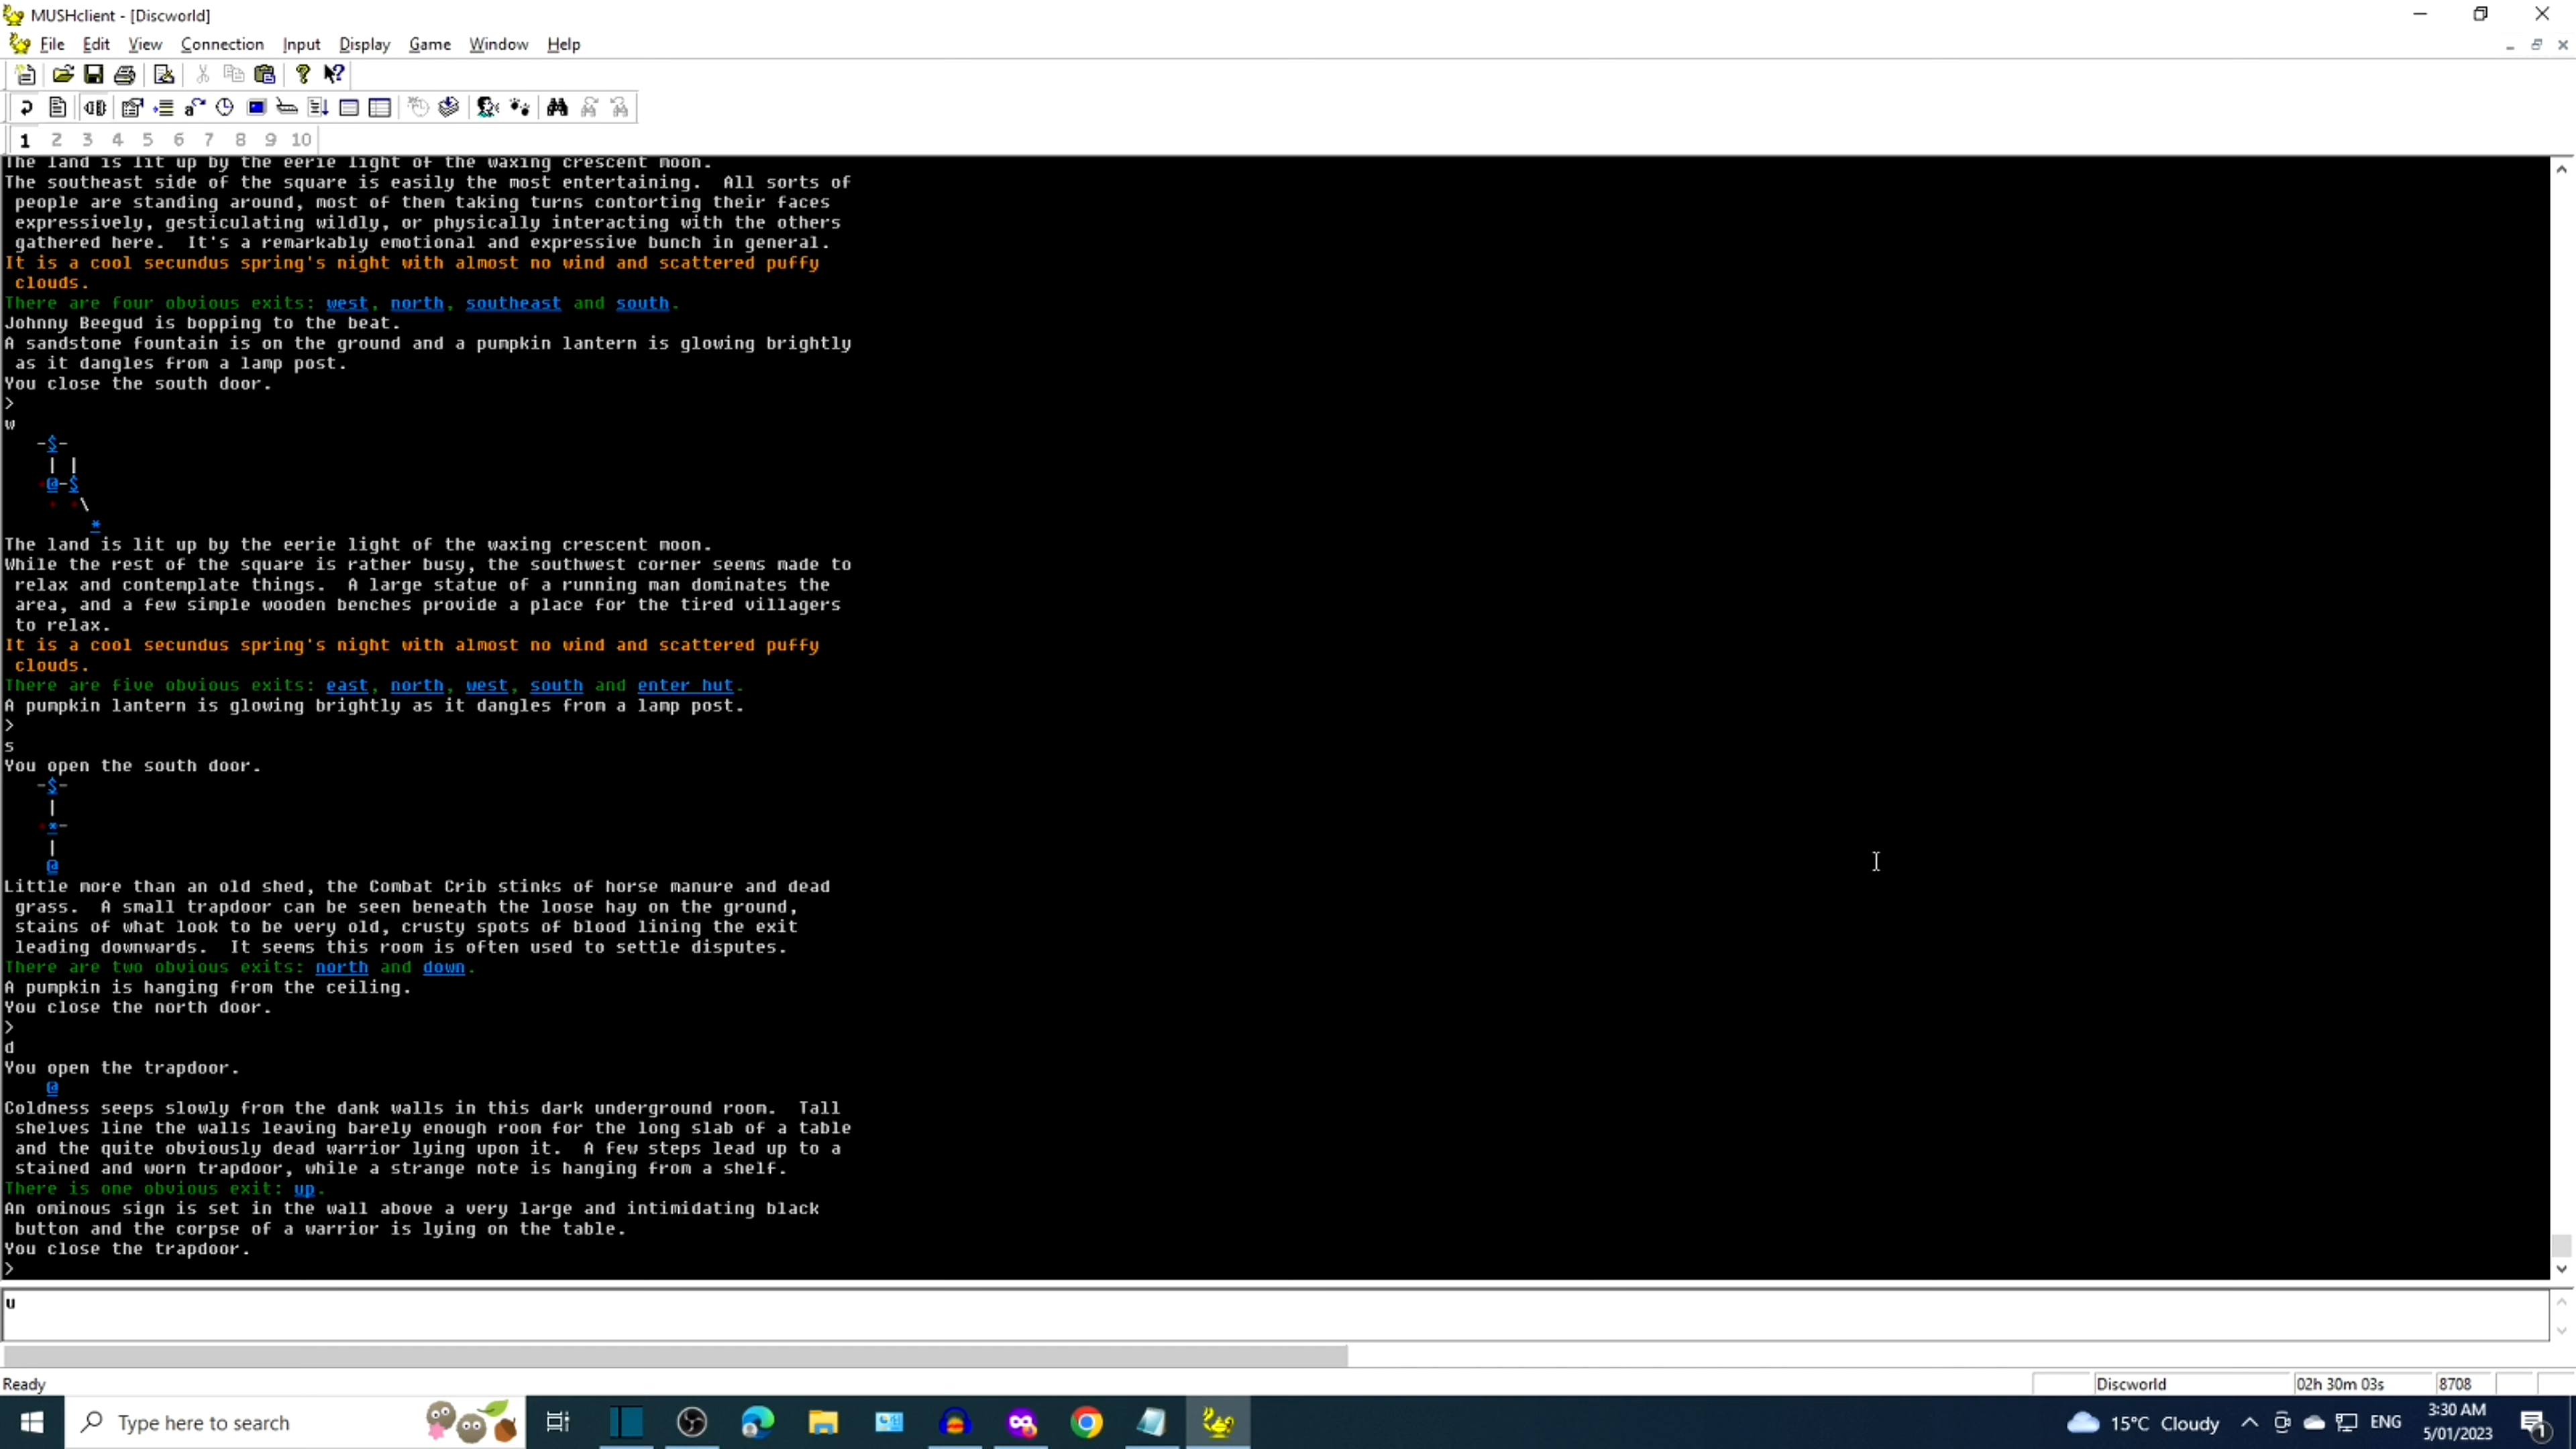 MUSHclient - [Discworld]
File Edit View Connection Input Display Game Window Help
1 2 3 4 5 6 7 8 9 10
The land is lit up by the eerie light of the waxing crescent moon.
The southeast side of the square is easily the most entertaining.  All sorts of
people are standing around, most of them taking turns contorting their faces
expressively, gesticulating wildly, or physically interacting with the others
gathered here.  It's a remarkably emotional and expressive bunch in general.
It is a cool secundus spring's night with almost no wind and scattered puffy
clouds.
There are four obvious exits: west, north, southeast and south.
Johnny Beegud is bopping to the beat.
A sandstone fountain is on the ground and a pumpkin lantern is glowing brightly
as it dangles from a lamp post.
You close the south door.
>
w
-$-
| |
@-$
\
*
The land is lit up by the eerie light of the waxing crescent moon.
While the rest of the square is rather busy, the southwest corner seems made to
relax and contemplate things.  A large statue of a running man dominates the
area, and a few simple wooden benches provide a place for the tired villagers
to relax.
It is a cool secundus spring's night with almost no wind and scattered puffy
clouds.
There are five obvious exits: east, north, west, south and enter hut.
A pumpkin lantern is glowing brightly as it dangles from a lamp post.
>
s
You open the south door.
-$-
|
*-
|
@
Little more than an old shed, the Combat Crib stinks of horse manure and dead
grass.  A small trapdoor can be seen beneath the loose hay on the ground,
stains of what look to be very old, crusty spots of blood lining the exit
leading downwards.  It seems this room is often used to settle disputes.
There are two obvious exits: north and down.
A pumpkin is hanging from the ceiling.
You close the north door.
>
d
You open the trapdoor.
@
Coldness seeps slowly from the dank walls in this dark underground room.  Tall
shelves line the walls leaving barely enough room for the long slab of a table
and the quite obviously dead warrior lying upon it.  A few steps lead up to a
stained and worn trapdoor, while a strange note is hanging from a shelf.
There is one obvious exit: up.
An ominous sign is set in the wall above a very large and intimidating black
button and the corpse of a warrior is lying on the table.
You close the trapdoor.
>
u
Ready Discworld 02h 30m 03s 8708
Type here to search 15°C Cloudy ENG 3:30 AM
5/01/2023 1